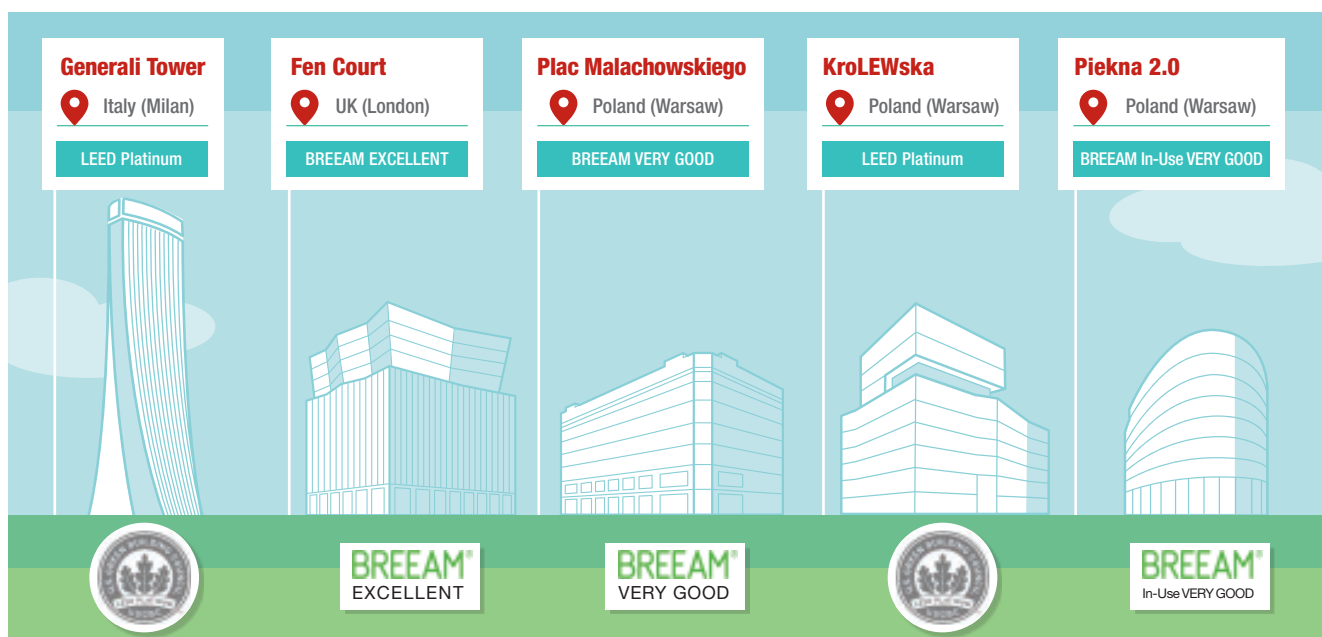 Generali Tower
Italy (Milan)
LEED Platinum
Fen Court
UK (London)
BREEAM EXCELLENT
Plac Malachowskiego
Poland (Warsaw)
BREEAM VERY GOOD
KroLEWska
Poland (Warsaw)
LEED Platinum
Piekna 2.0
Poland (Warsaw)
BREEAM In-Use VERY GOOD
BREEAM®
EXCELLENT
BREEAM®
VERY GOOD
BREEAM®
In-Use VERY GOOD